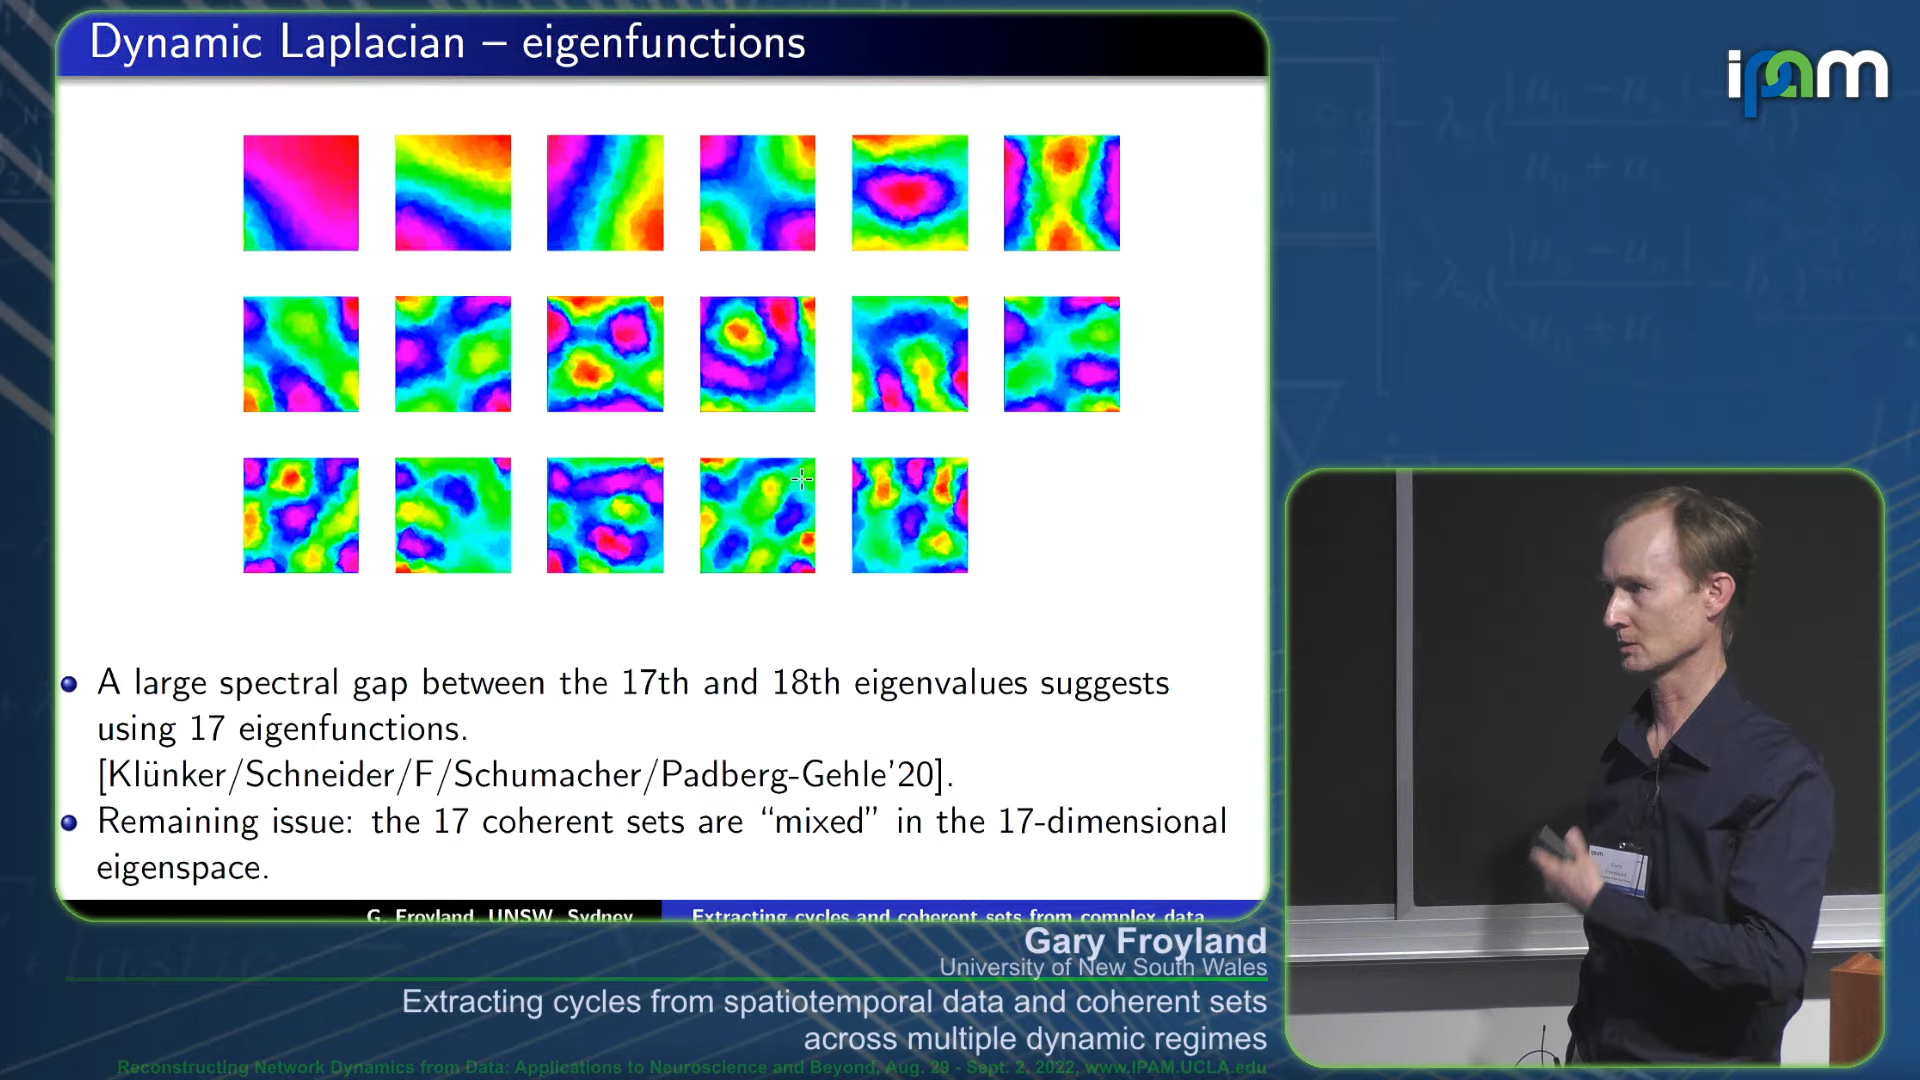 Dynamic Laplacian – eigenfunctions
ipam
A large spectral gap between the 17th and 18th eigenvalues suggests
using 17 eigenfunctions.
[Klünker/Schneider/F/Schumacher/Padberg-Gehle'20].
Remaining issue: the 17 coherent sets are “mixed” in the 17-dimensional
eigenspace.
G. Froyland, UNSW, Sydney
Extracting cycles and coherent sets from complex data
Gary Froyland
University of New South Wales
Extracting cycles from spatiotemporal data and coherent sets
across multiple dynamic regimes
Reconstructing Network Dynamics from Data: Applications to Neuroscience and Beyond, Aug. 29 - Sept. 2, 2022, www.IPAM.UCLA.edu